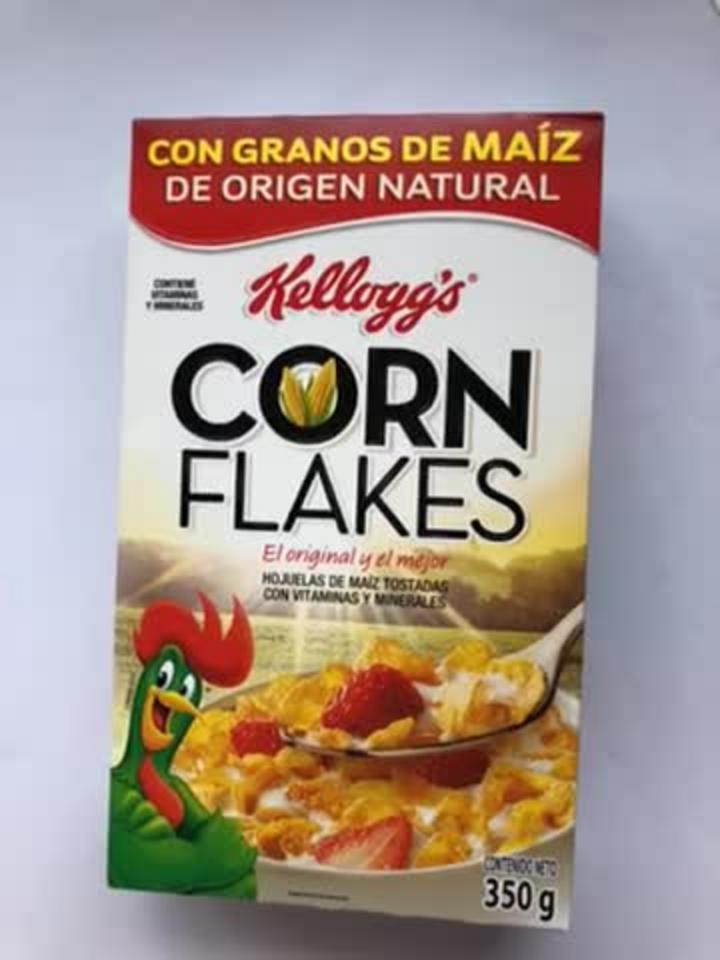 CON GRANOS DE MAÍZ
DE ORIGEN NATURAL
CONTIENE
VITAMINAS
Y MINERALES
Kellogg's®
CORN
FLAKES
El original y el mejor
HOJUELAS DE MAÍZ TOSTADAS
CON VITAMINAS Y MINERALES
CONTENIDO NETO
350 g